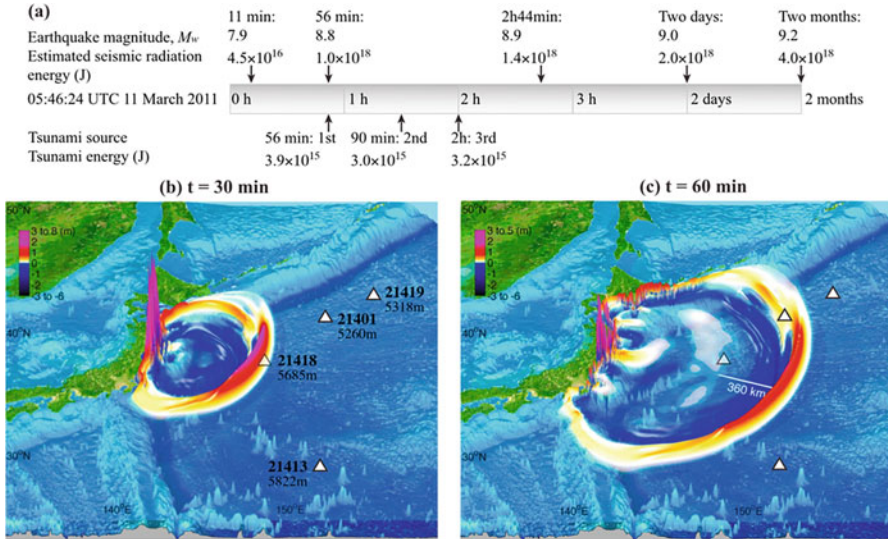 (a)
11 min: 56 min: 2h44min: Two days: Two months:
Earthquake magnitude, Mw 7.9 8.8 8.9 9.0 9.2
Estimated seismic radiation
energy (J) 4.5×10¹⁶ 1.0×10¹⁸ 1.4×10¹⁸ 2.0×10¹⁸ 4.0×10¹⁸
05:46:24 UTC 11 March 2011 0 h 1 h 2 h 3 h 2 days 2 months
Tsunami source 56 min: 1st 90 min: 2nd 2h: 3rd
Tsunami energy (J) 3.9×10¹⁵ 3.0×10¹⁵ 3.2×10¹⁵
(b) t = 30 min
50°N
3 to 8 (m)
2
1
0
-1
-2
-3 to -6
40°N
30°N
140°E
150°E
21419
5318m
21401
5260m
21418
5685m
21413
5822m
(c) t = 60 min
50°N
3 to 5 (m)
2
1
0
-1
-2
-3 to -6
40°N
30°N
140°E
150°E
360 km